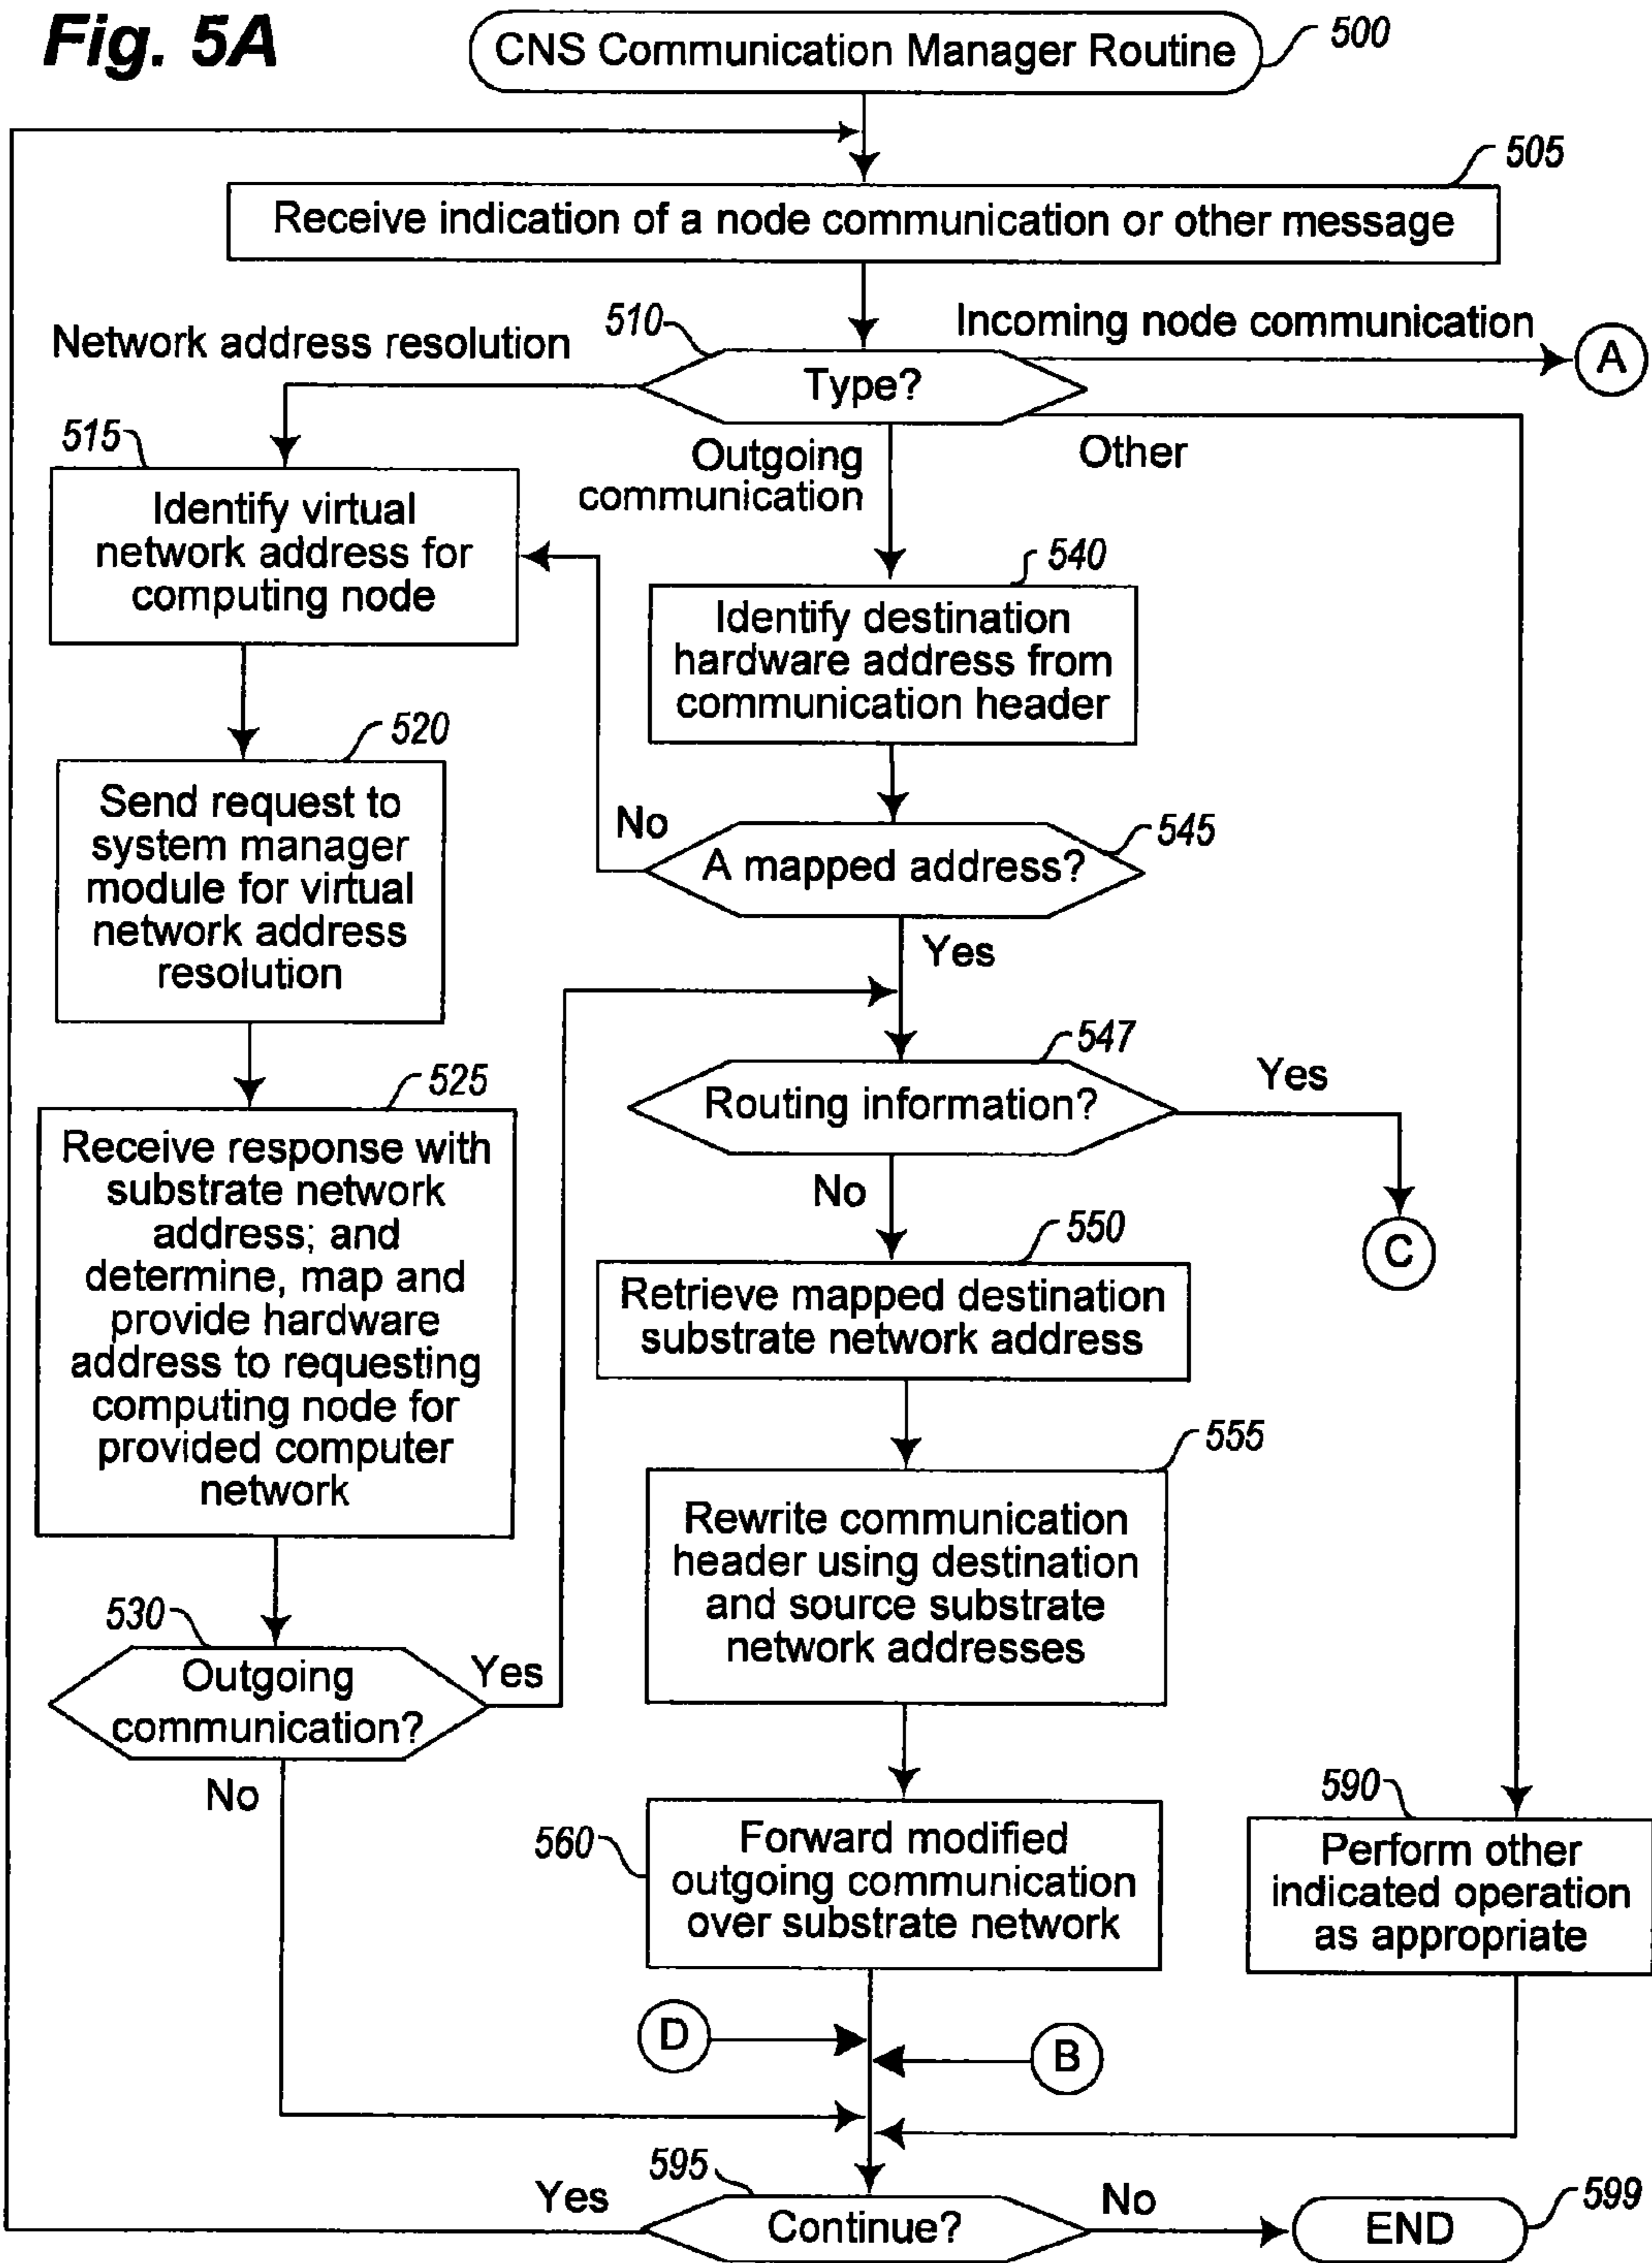 Fig. 5A
CNS Communication Manager Routine
500
505
Receive indication of a node communication or other message
Network address resolution
510
Incoming node communication
A
Type?
515
Outgoing
communication
Other
Identify virtual
network address for
computing node
540
Identify destination
hardware address from
communication header
520
Send request to
system manager
module for virtual
network address
resolution
No
545
A mapped address?
Yes
547
Routing information?
Yes
C
No
525
Receive response with
substrate network
address; and
determine, map and
provide hardware
address to requesting
computing node for
provided computer
network
550
Retrieve mapped destination
substrate network address
555
Rewrite communication
header using destination
and source substrate
network addresses
530
Outgoing
communication?
Yes
No
560
Forward modified
outgoing communication
over substrate network
590
Perform other
indicated operation
as appropriate
D
B
595
Yes
Continue?
No
END
599